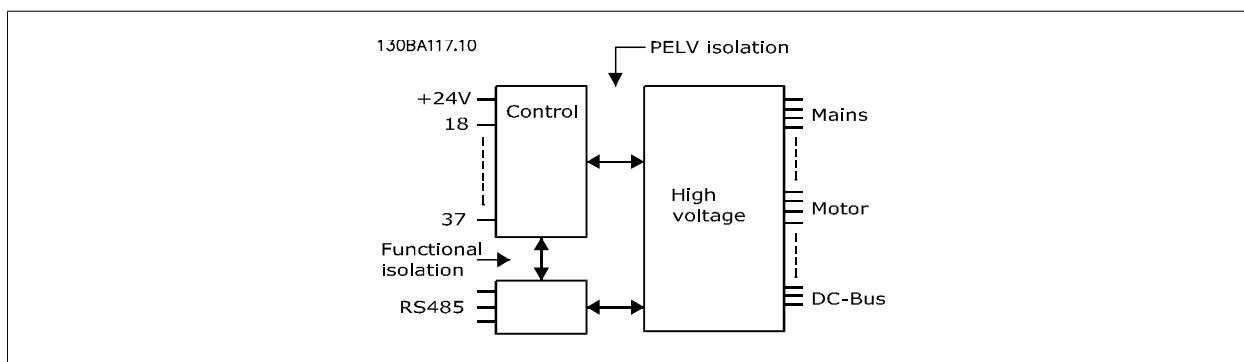 130BA117.10
PELV isolation
+24V
18
37
Control
High
voltage
Mains
Motor
DC-Bus
Functional
isolation
RS485